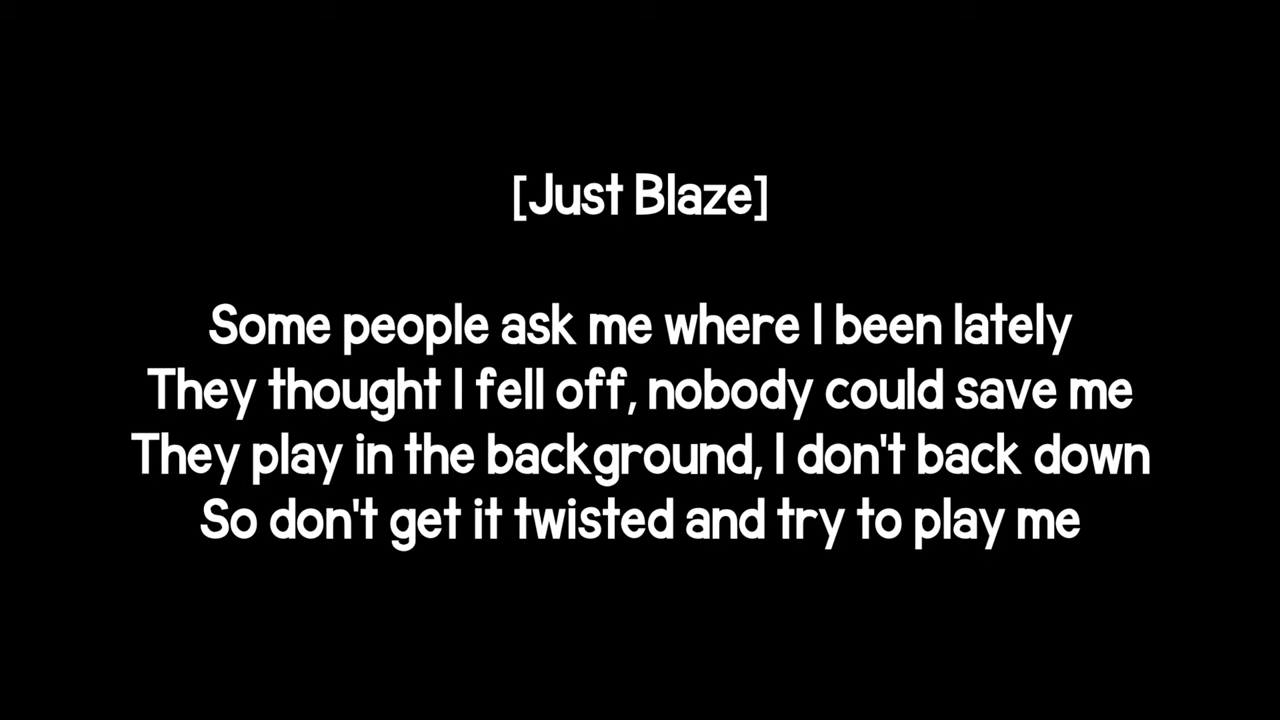 [Just Blaze]
Some people ask me where I been lately
They thought I fell off, nobody could save me
They play in the background, I don't back down
So don't get it twisted and try to play me